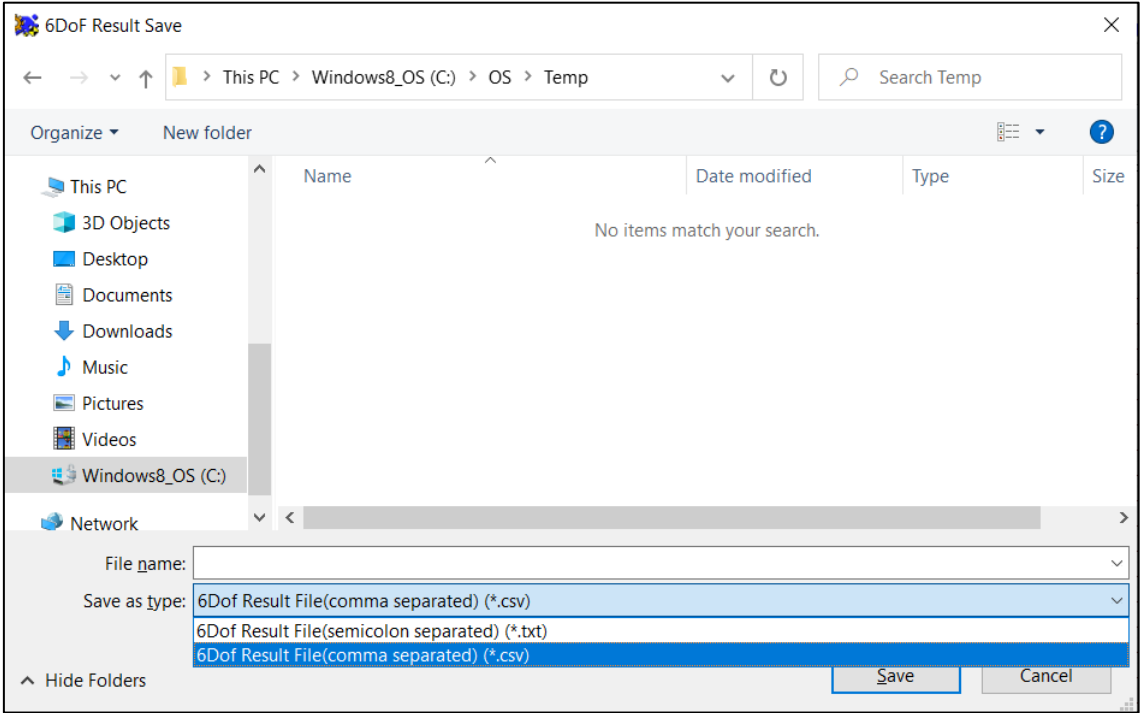 6DoF Result Save
This PC > Windows8_OS (C:) > OS > Temp
Search Temp
Organize
New folder
?
This PC
3D Objects
Desktop
Documents
Downloads
Music
Pictures
Videos
Windows8_OS (C:)
Network
Name
Date modified
Type
Size
No items match your search.
File name:
Save as type: 6Dof Result File(comma separated) (*.csv)
6Dof Result File(semicolon separated) (*.txt)
6Dof Result File(comma separated) (*.csv)
Hide Folders
Save
Cancel